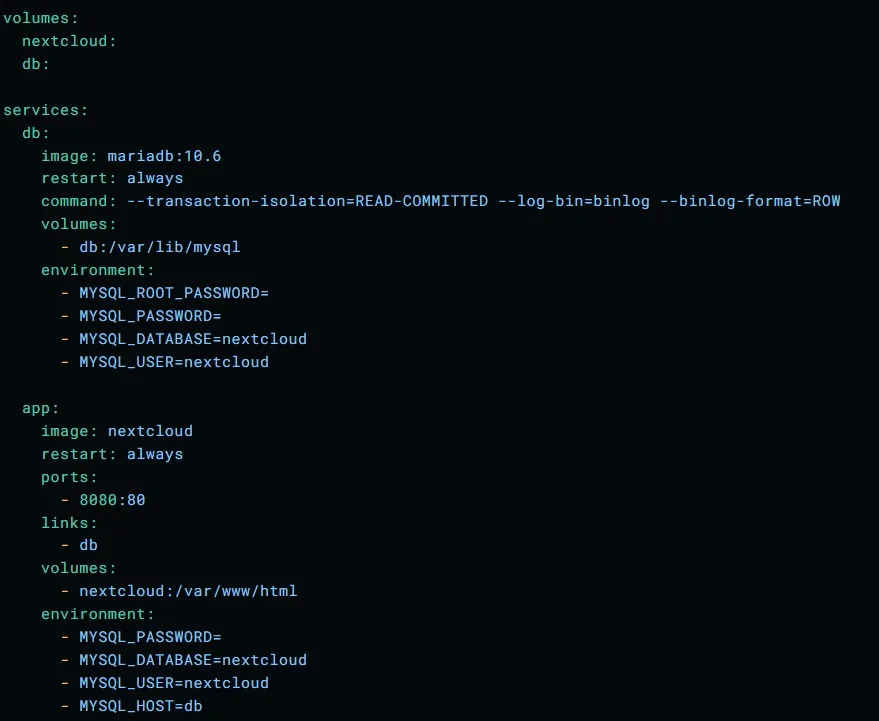 volumes:
  nextcloud:
  db:

services:
  db:
    image: mariadb:10.6
    restart: always
    command: --transaction-isolation=READ-COMMITTED --log-bin=binlog --binlog-format=ROW
    volumes:
      - db:/var/lib/mysql
    environment:
      - MYSQL_ROOT_PASSWORD=
      - MYSQL_PASSWORD=
      - MYSQL_DATABASE=nextcloud
      - MYSQL_USER=nextcloud

  app:
    image: nextcloud
    restart: always
    ports:
      - 8080:80
    links:
      - db
    volumes:
      - nextcloud:/var/www/html
    environment:
      - MYSQL_PASSWORD=
      - MYSQL_DATABASE=nextcloud
      - MYSQL_USER=nextcloud
      - MYSQL_HOST=db